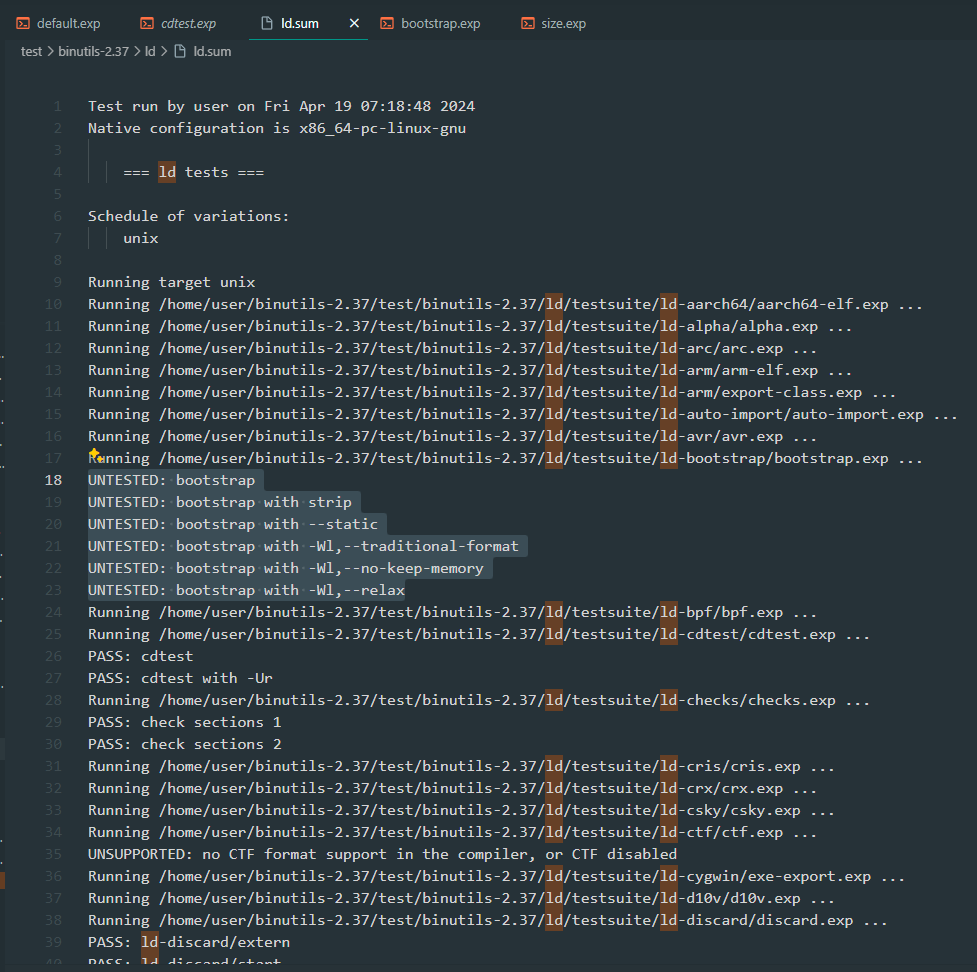 default.exp cdtest.exp ld.sum bootstrap.exp size.exp
test > binutils-2.37 > ld > ld.sum
1 Test run by user on Fri Apr 19 07:18:48 2024
2 Native configuration is x86_64-pc-linux-gnu
3
4 === ld tests ===
5
6 Schedule of variations:
7 unix
8
9 Running target unix
10 Running /home/user/binutils-2.37/test/binutils-2.37/ld/testsuite/ld-aarch64/aarch64-elf.exp ...
11 Running /home/user/binutils-2.37/test/binutils-2.37/ld/testsuite/ld-alpha/alpha.exp ...
12 Running /home/user/binutils-2.37/test/binutils-2.37/ld/testsuite/ld-arc/arc.exp ...
13 Running /home/user/binutils-2.37/test/binutils-2.37/ld/testsuite/ld-arm/arm-elf.exp ...
14 Running /home/user/binutils-2.37/test/binutils-2.37/ld/testsuite/ld-arm/export-class.exp ...
15 Running /home/user/binutils-2.37/test/binutils-2.37/ld/testsuite/ld-auto-import/auto-import.exp ...
16 Running /home/user/binutils-2.37/test/binutils-2.37/ld/testsuite/ld-avr/avr.exp ...
17 Running /home/user/binutils-2.37/test/binutils-2.37/ld/testsuite/ld-bootstrap/bootstrap.exp ...
18 UNTESTED: bootstrap
19 UNTESTED: bootstrap with strip
20 UNTESTED: bootstrap with --static
21 UNTESTED: bootstrap with -Wl,--traditional-format
22 UNTESTED: bootstrap with -Wl,--no-keep-memory
23 UNTESTED: bootstrap with -Wl,--relax
24 Running /home/user/binutils-2.37/test/binutils-2.37/ld/testsuite/ld-bpf/bpf.exp ...
25 Running /home/user/binutils-2.37/test/binutils-2.37/ld/testsuite/ld-cdtest/cdtest.exp ...
26 PASS: cdtest
27 PASS: cdtest with -Ur
28 Running /home/user/binutils-2.37/test/binutils-2.37/ld/testsuite/ld-checks/checks.exp ...
29 PASS: check sections 1
30 PASS: check sections 2
31 Running /home/user/binutils-2.37/test/binutils-2.37/ld/testsuite/ld-cris/cris.exp ...
32 Running /home/user/binutils-2.37/test/binutils-2.37/ld/testsuite/ld-crx/crx.exp ...
33 Running /home/user/binutils-2.37/test/binutils-2.37/ld/testsuite/ld-csky/csky.exp ...
34 Running /home/user/binutils-2.37/test/binutils-2.37/ld/testsuite/ld-ctf/ctf.exp ...
35 UNSUPPORTED: no CTF format support in the compiler, or CTF disabled
36 Running /home/user/binutils-2.37/test/binutils-2.37/ld/testsuite/ld-cygwin/exe-export.exp ...
37 Running /home/user/binutils-2.37/test/binutils-2.37/ld/testsuite/ld-d10v/d10v.exp ...
38 Running /home/user/binutils-2.37/test/binutils-2.37/ld/testsuite/ld-discard/discard.exp ...
39 PASS: ld-discard/extern
40 PASS: ld-discard/start